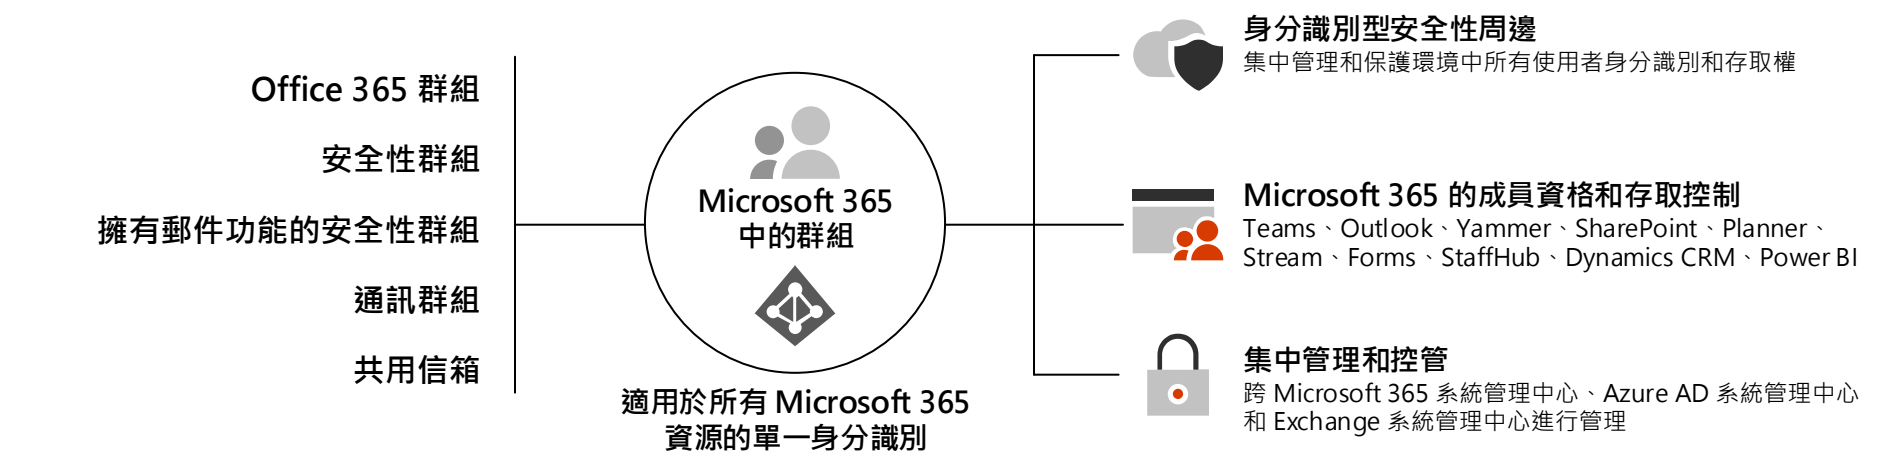 Office 365 群組
安全性群組
擁有郵件功能的安全性群組
通訊群組
共用信箱
Microsoft 365
中的群組
適用於所有 Microsoft 365
資源的單一身分識別
身分識別型安全性周邊
集中管理和保護環境中所有使用者身分識別和存取權
Microsoft 365 的成員資格和存取控制
Teams、Outlook、Yammer、SharePoint、Planner、
Stream、Forms、StaffHub、Dynamics CRM、Power BI
集中管理和控管
跨 Microsoft 365 系統管理中心、Azure AD 系統管理中心
和 Exchange 系統管理中心進行管理